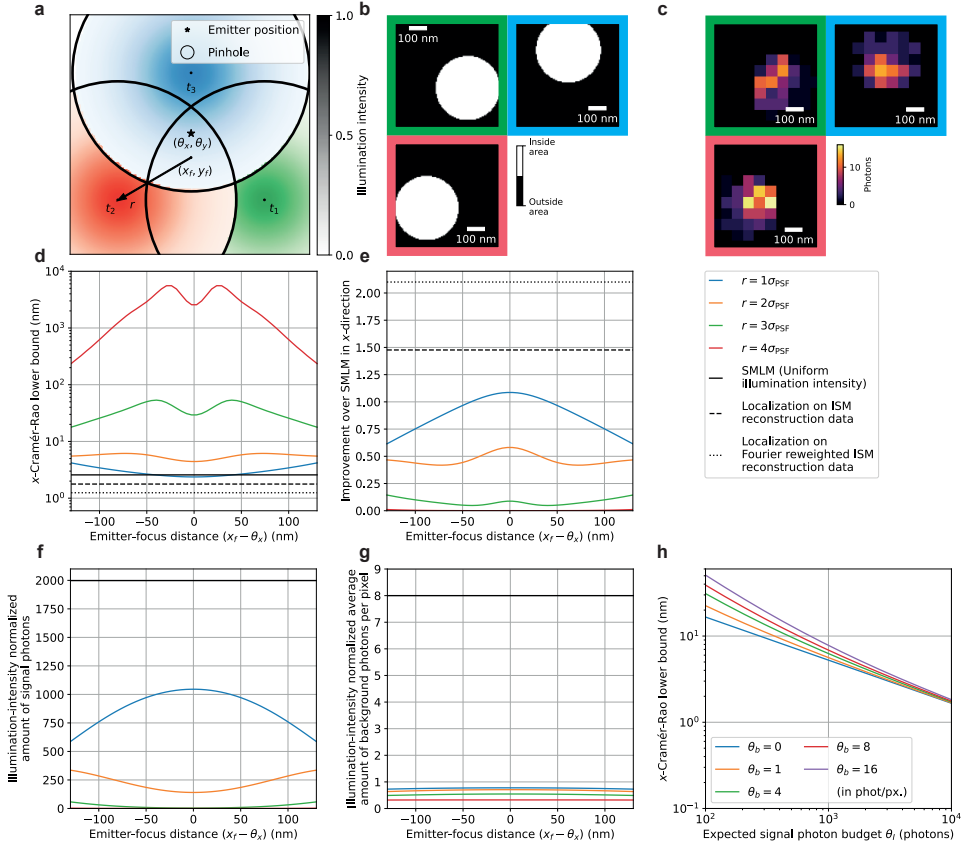 a
Emitter position
Pinhole
t3
(θx, θy)
(xf, yf)
t2
r
t1
1.0
0.5
0.0
Illumination intensity
b
100 nm
100 nm
100 nm
Inside
area
Outside
area
c
100 nm
100 nm
100 nm
10
0
Photons
d
10^4
10^3
10^2
10^1
10^0
x-Cramér-Rao lower bound (nm)
−100 −50 0 50 100
Emitter-focus distance (xf − θx) (nm)
e
2.00
1.75
1.50
1.25
1.00
0.75
0.50
0.25
0.00
Improvement over SMLM in x-direction
−100 −50 0 50 100
Emitter-focus distance (xf − θx) (nm)
r = 1σPSF
r = 2σPSF
r = 3σPSF
r = 4σPSF
SMLM (Uniform
illumination intensity)
Localization on ISM
reconstruction data
Localization on
Fourier reweighted ISM
reconstruction data
f
2000
1750
1500
1250
1000
750
500
250
0
Illumination-intensity normalized
amount of signal photons
−100 −50 0 50 100
Emitter-focus distance (xf − θx) (nm)
g
9
8
7
6
5
4
3
2
1
0
Illumination-intensity normalized average
amount of background photons per pixel
−100 −50 0 50 100
Emitter-focus distance (xf − θx) (nm)
h
10^1
10^0
10^−1
x-Cramér-Rao lower bound (nm)
θb = 0
θb = 1
θb = 4
θb = 8
θb = 16
(in phot/px.)
10^2 10^3 10^4
Expected signal photon budget θI (photons)